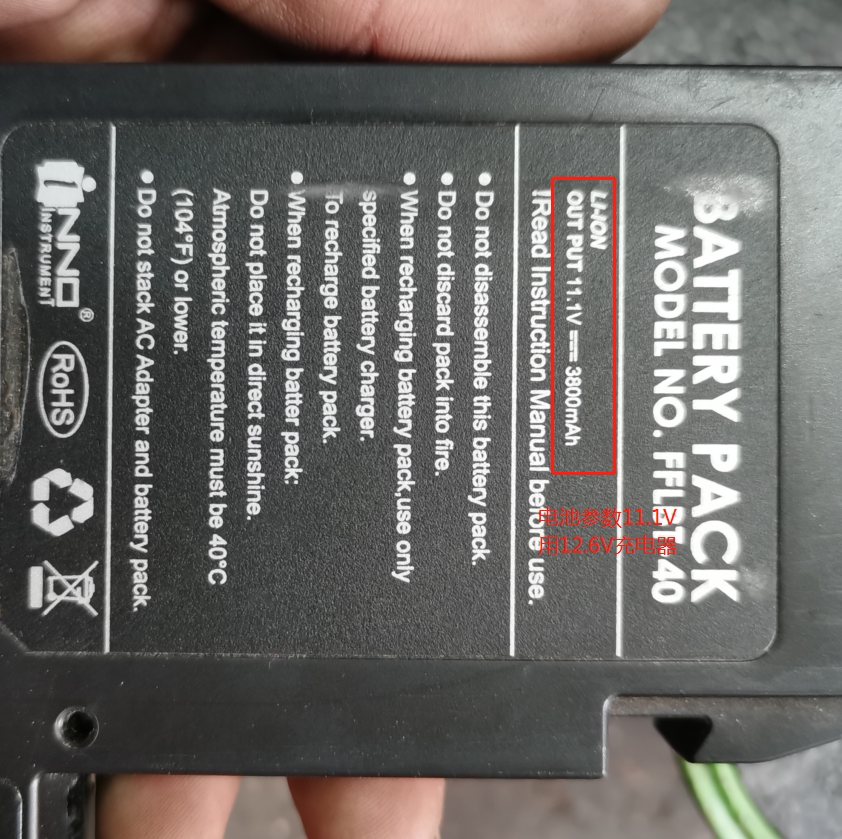 BATTERY PACK
LI-ION
OUT PUT 11.1V ⎓ 3800mAh
!Read Instruction Manual before use.
● Do not disassemble this battery pack.
● Do not discard pack into fire.
● When recharging battery pack,use only
specified battery charger.
To recharge battery pack.
● When recharging batter pack:
Do not place it in direct sunshine.
Atmospheric temperature must be 40°C
(104°F) or lower.
● Do not stack AC Adapter and battery pack.
INNO®
INSTRUMENT
RoHS
电池参数11.1V
用12.6V充电器
MODEL NO.